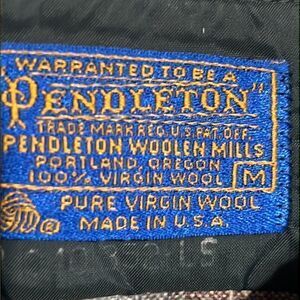 WARRANTED TO BE A
PENDLETON"
TRADE MARK REG. U.S. PAT. OFF.
PENDLETON WOOLEN MILLS
PORTLAND, OREGON
100% VIRGIN WOOL M
PURE VIRGIN WOOL
MADE IN U.S.A.